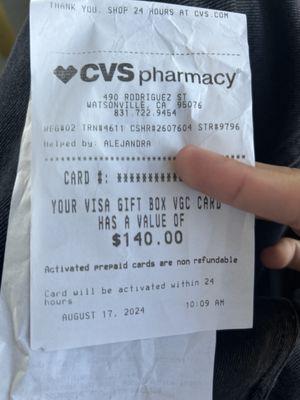 THANK YOU. SHOP 24 HOURS AT CVS.COM
CVS pharmacy
490 RODRIGUEZ ST
WATSONVILLE, CA 95076
831.722.9454
REG#02 TRN#4611 CSHR#2607604 STR#9796
Helped by: ALEJANDRA
CARD #: ***********
YOUR VISA GIFT BOX VGC CARD
HAS A VALUE OF
$140.00
Activated prepaid cards are non refundable
Card will be activated within 24
hours
AUGUST 17, 2024 10:09 AM